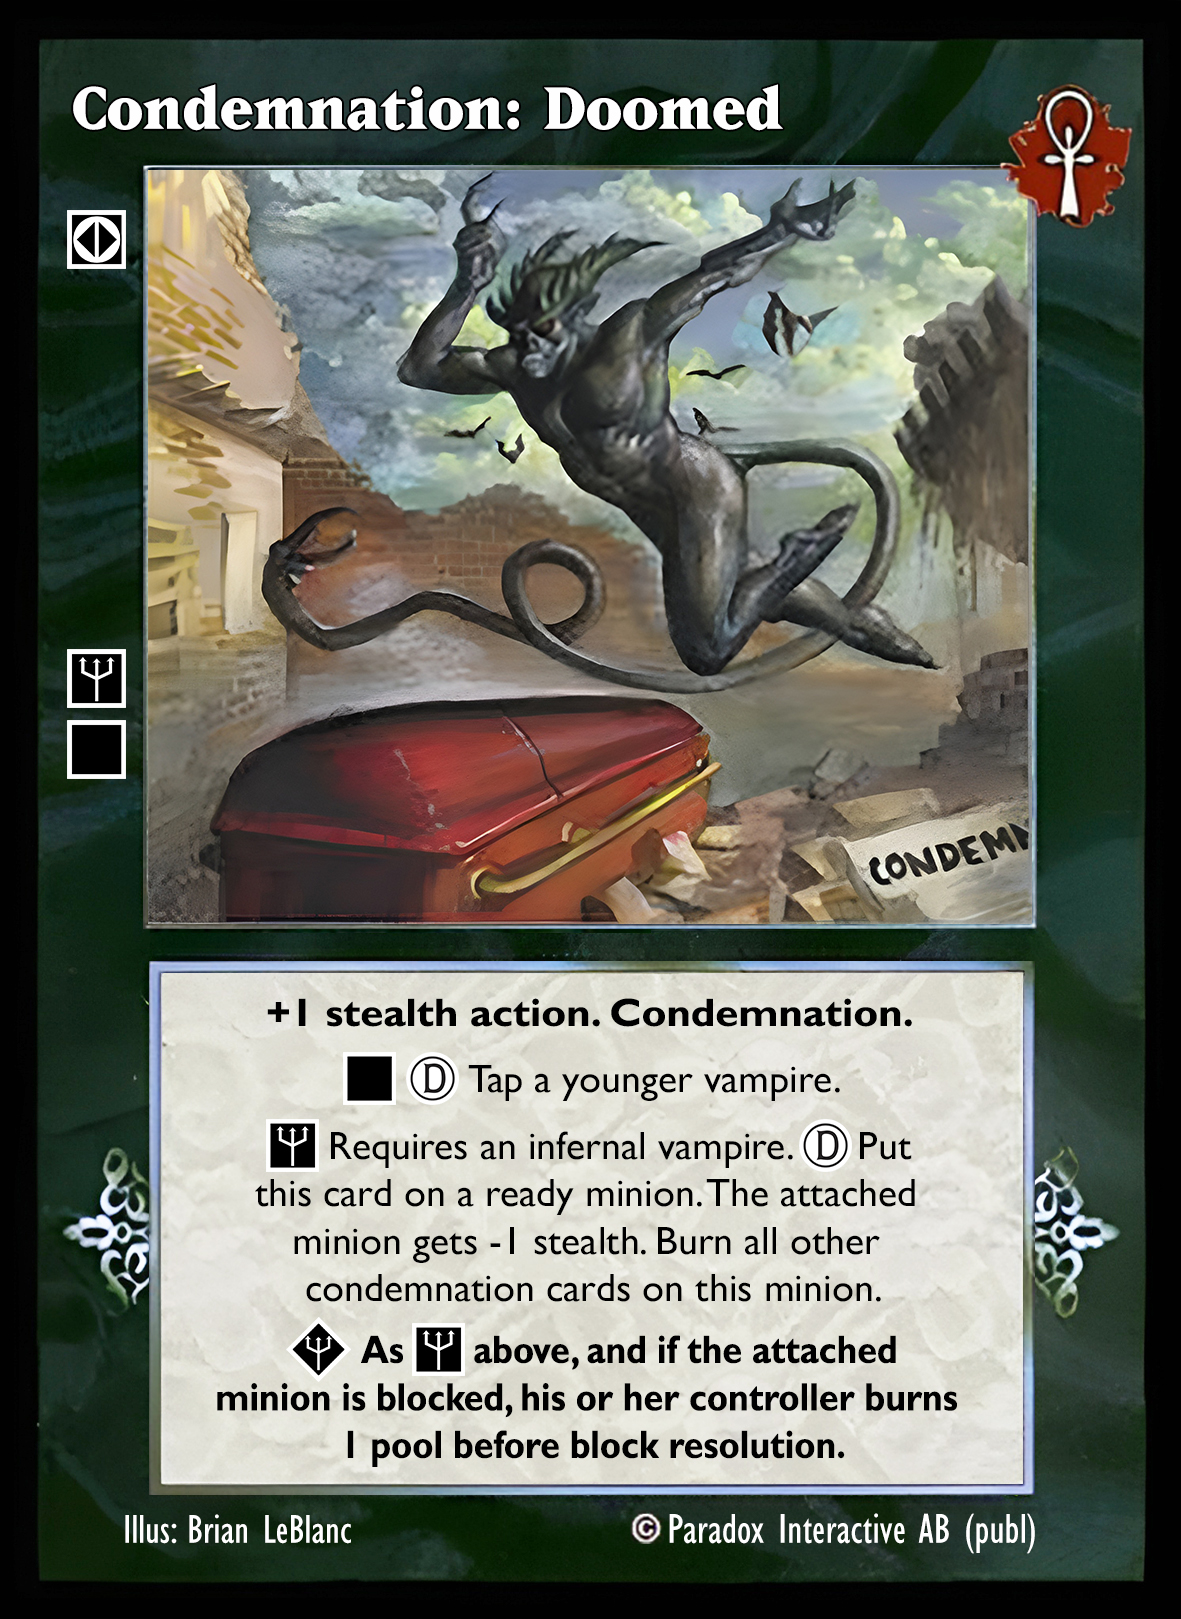 Condemnation: Doomed
CONDEM
+1 stealth action. Condemnation.
D Tap a younger vampire.
Requires an infernal vampire. D Put
this card on a ready minion. The attached
minion gets -1 stealth. Burn all other
condemnation cards on this minion.
As above, and if the attached
minion is blocked, his or her controller burns
1 pool before block resolution.
Illus: Brian LeBlanc
© Paradox Interactive AB (publ)